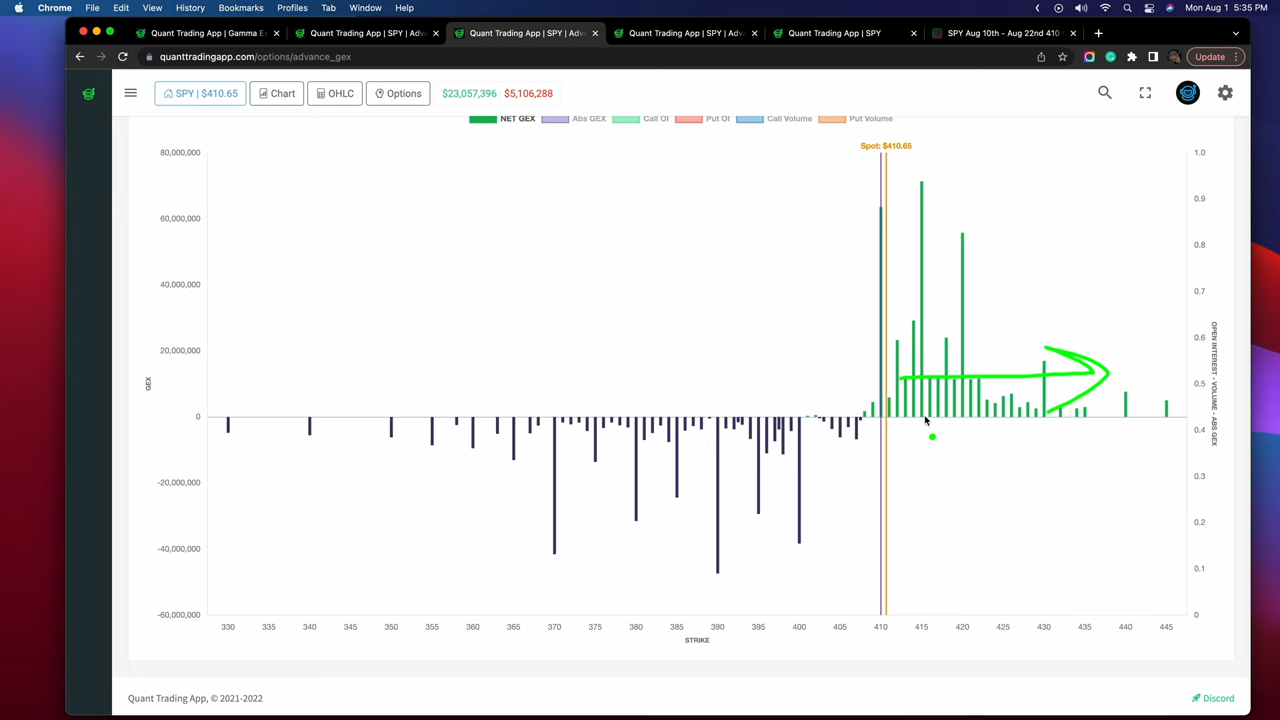 Chrome File Edit View History Bookmarks Profiles Tab Window Help Mon Aug 1 5:35 PM
Quant Trading App | Gamma E Quant Trading App | SPY | Adv Quant Trading App | SPY | Adv Quant Trading App | SPY | Adv Quant Trading App | SPY SPY Aug 10th - Aug 22nd 410
quanttradingapp.com/options/advance_gex Update
SPY | $410.65 Chart OHLC Options $23,057,396 $5,106,288
NET GEX Abs GEX Call OI Put OI Call Volume Put Volume
Spot: $410.65
80,000,000
60,000,000
40,000,000
20,000,000
0
-20,000,000
-40,000,000
-60,000,000
GEX
1.0
0.9
0.8
0.7
0.6
0.5
0.4
0.3
0.2
0.1
0
OPEN INTEREST - VOLUME - ABS GEX
330 335 340 345 350 355 360 365 370 375 380 385 390 395 400 405 410 415 420 425 430 435 440 445
STRIKE
Quant Trading App, © 2021-2022 Discord